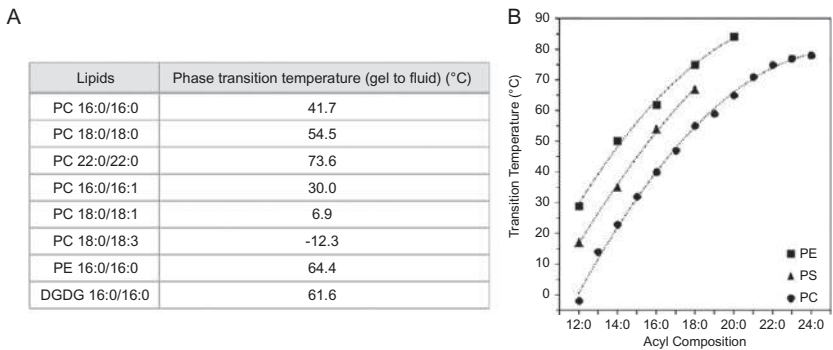 A
Lipids Phase transition temperature (gel to fluid) (°C)
PC 16:0/16:0 41.7
PC 18:0/18:0 54.5
PC 22:0/22:0 73.6
PC 16:0/16:1 30.0
PC 18:0/18:1 6.9
PC 18:0/18:3 -12.3
PE 16:0/16:0 64.4
DGDG 16:0/16:0 61.6
B
Transition Temperature (°C)
90
80
70
60
50
40
30
20
10
0
PE
PS
PC
12:0 14:0 16:0 18:0 20:0 22:0 24:0
Acyl Composition